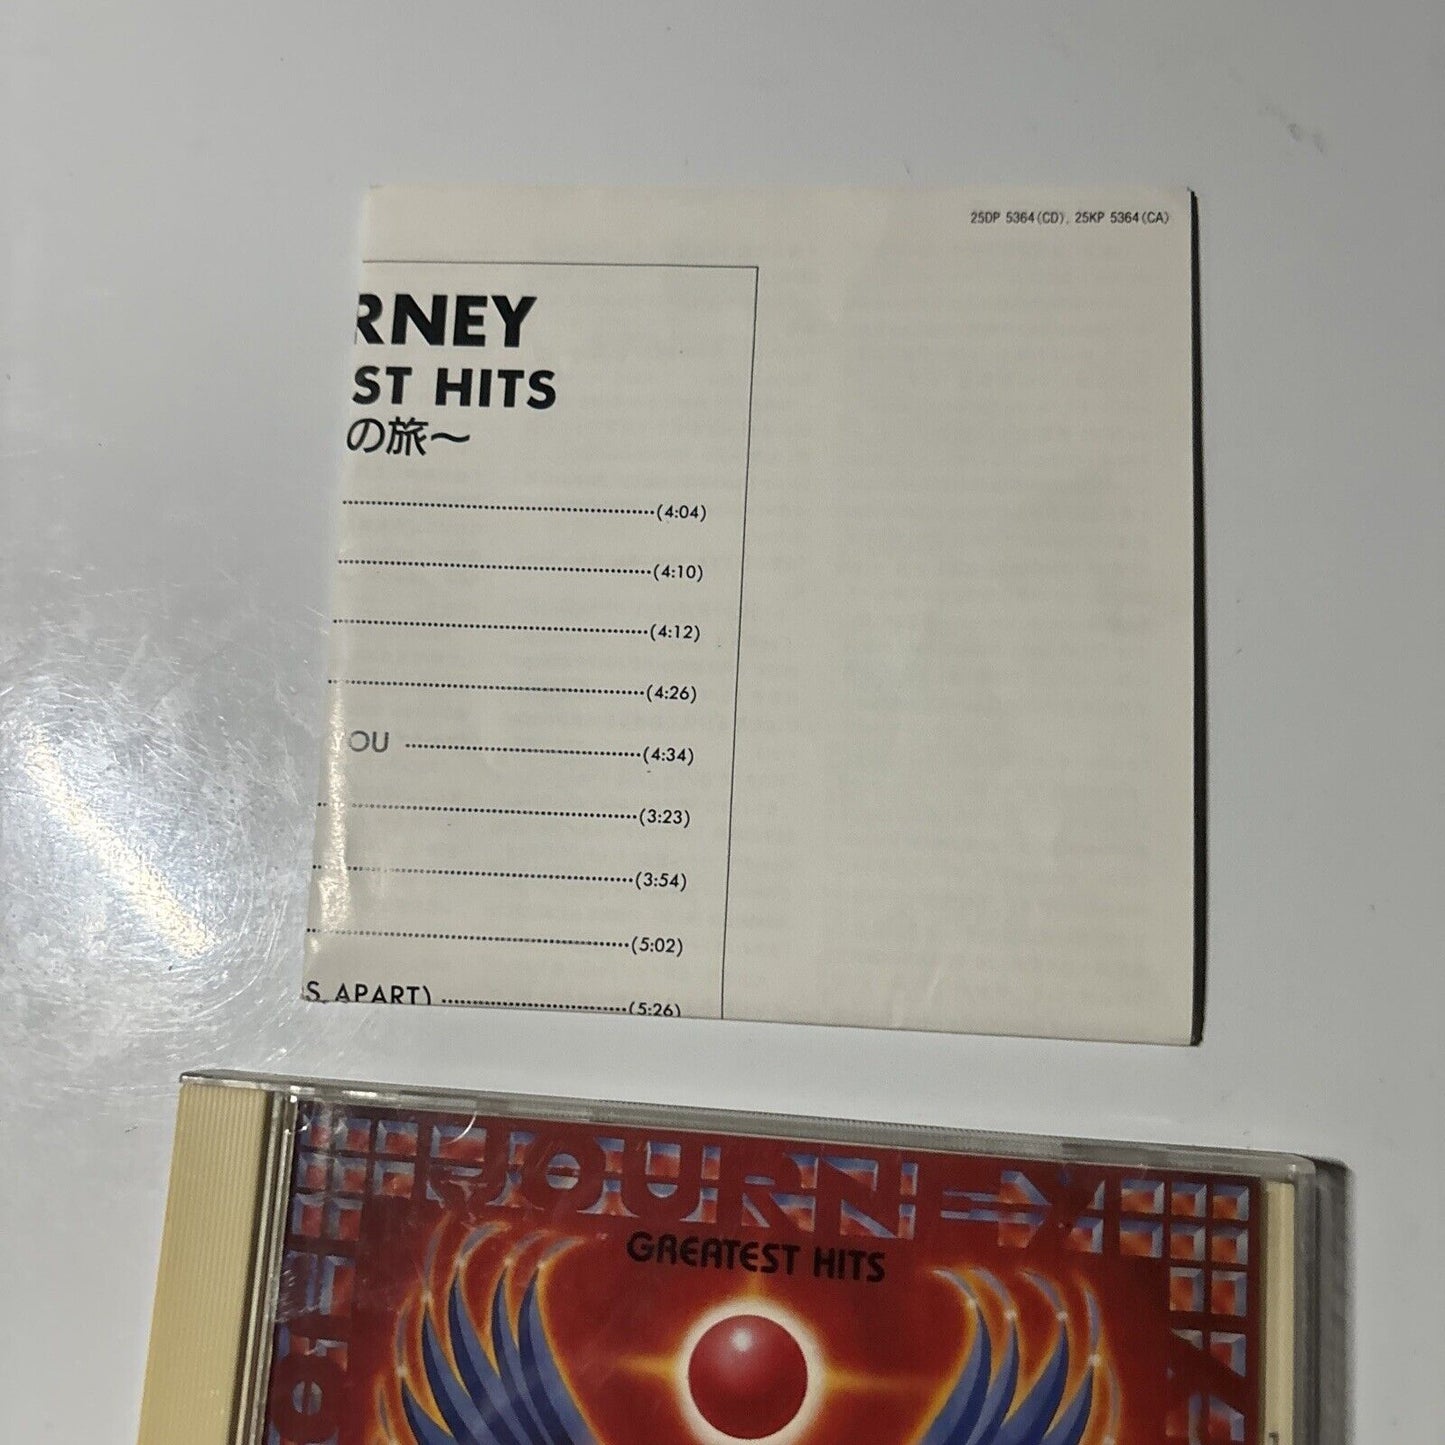 25DP 5364(CD), 25KP 5364(CA)
RNEY
ST HITS
の旅～
(4:04)
(4:10)
(4:12)
(4:26)
YOU (4:34)
(3:23)
(3:54)
(5:02)
S APART) (5:26)
JOURNEY
GREATEST HITS